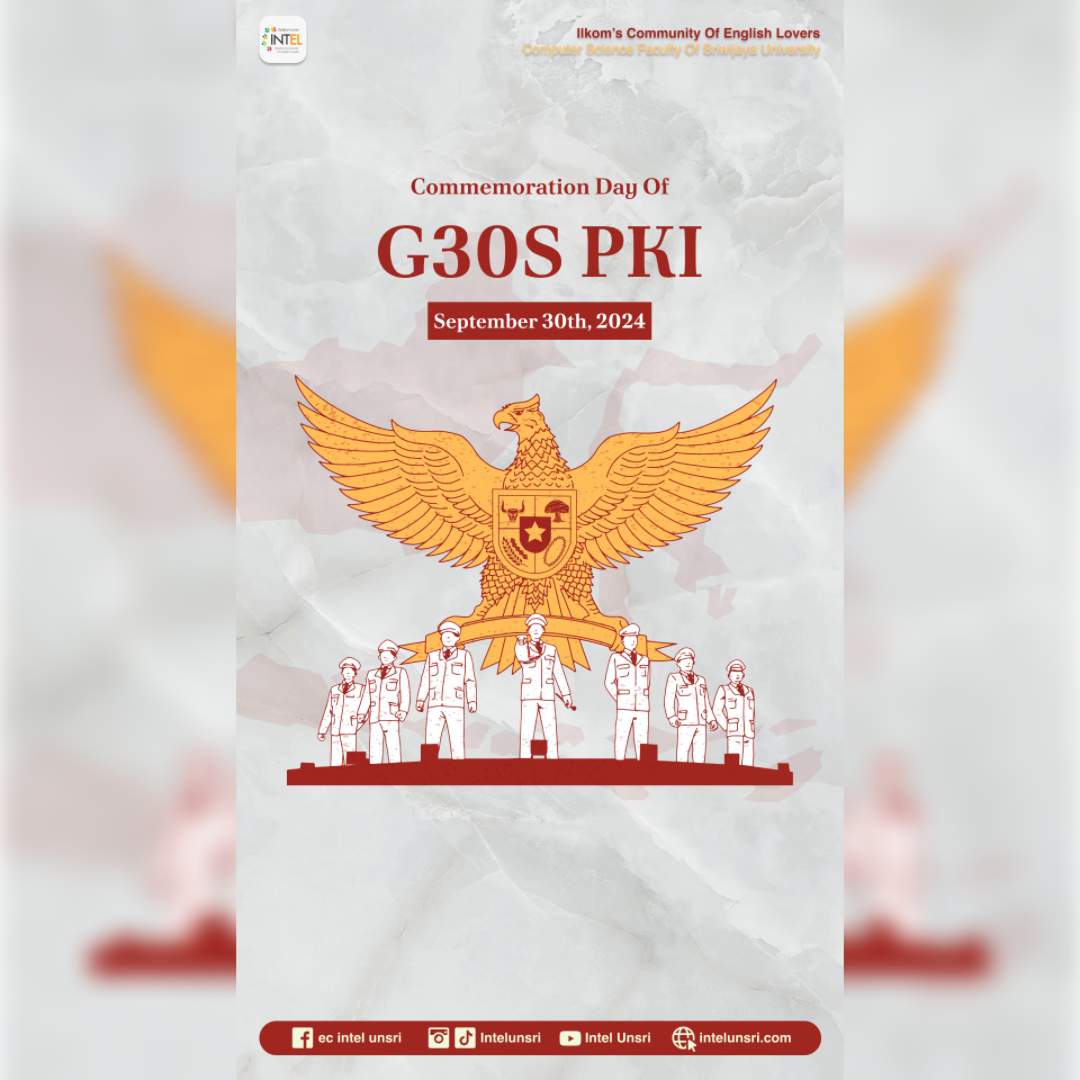 INTEL
Ilkom's Community Of English Lovers
Computer Science Faculty Of Sriwijaya University
Commemoration Day Of
G30S PKI
September 30th, 2024
ec intel unsri
Intelunsri
Intel Unsri
intelunsri.com